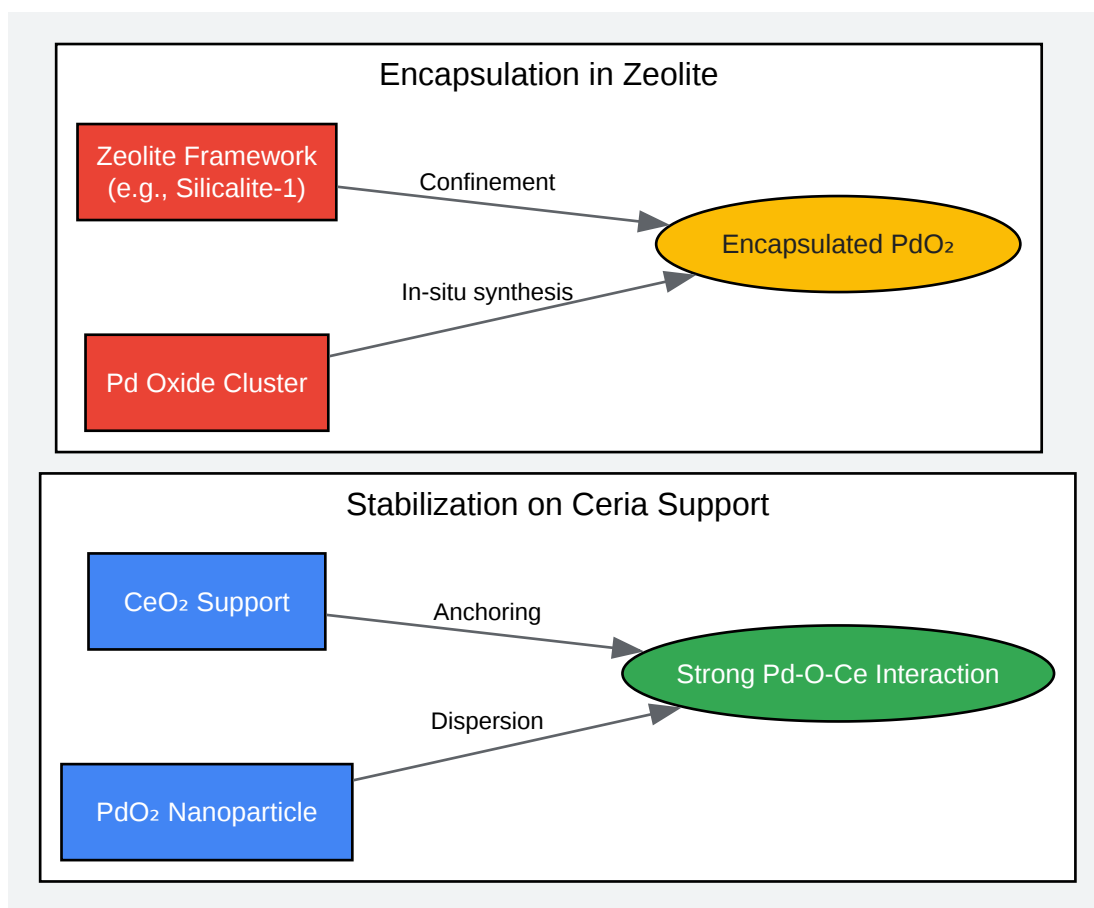 Encapsulation in Zeolite
Zeolite Framework
(e.g., Silicalite-1)
Confinement
Encapsulated PdO₂
In-situ synthesis
Pd Oxide Cluster
Stabilization on Ceria Support
CeO₂ Support
Anchoring
Strong Pd-O-Ce Interaction
Dispersion
PdO₂ Nanoparticle